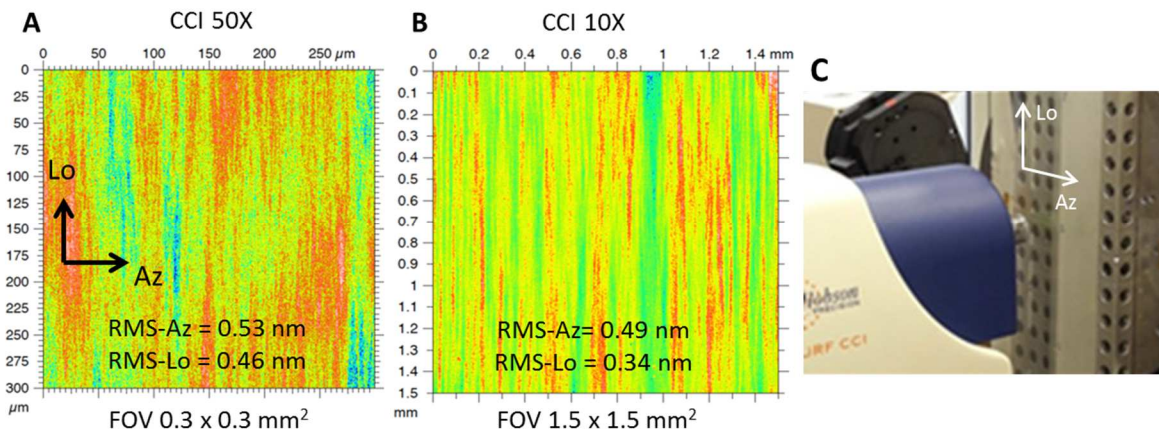 A
CCI 50X
0 50 100 150 200 250 µm
0
25
50
75
100
125
150
175
200
225
250
275
300
µm
Lo
Az
RMS-Az = 0.53 nm
RMS-Lo = 0.46 nm
FOV 0.3 x 0.3 mm²
B
CCI 10X
0 0.2 0.4 0.6 0.8 1 1.2 1.4 mm
0
0.1
0.2
0.3
0.4
0.5
0.6
0.7
0.8
0.9
1
1.1
1.2
1.3
1.4
1.5
mm
RMS-Az= 0.49 nm
RMS-Lo = 0.34 nm
FOV 1.5 x 1.5 mm²
C
Lo
Az
URF CCI